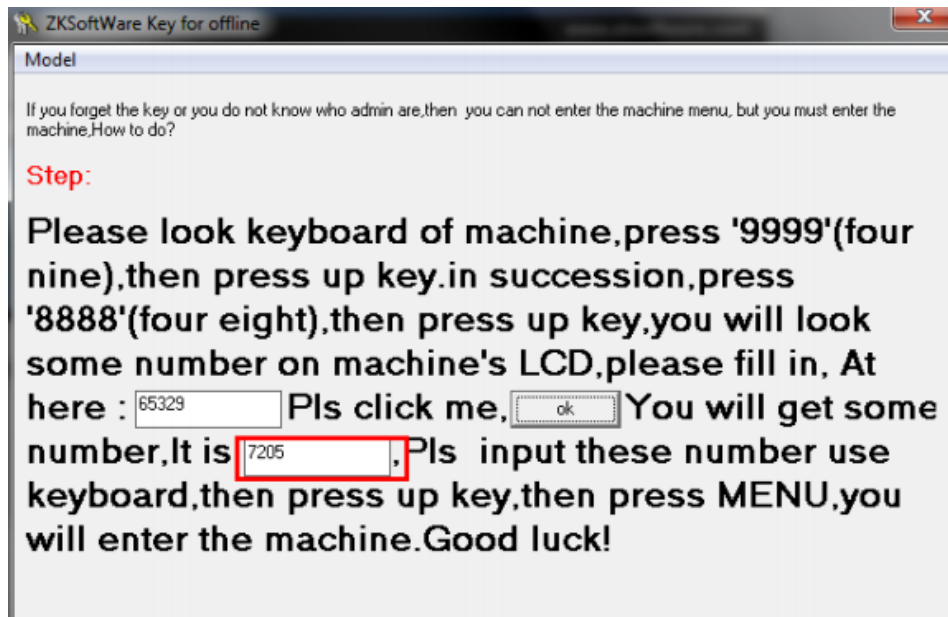 ZKSoftWare Key for offline
Model
If you forget the key or you do not know who admin are,then you can not enter the machine menu, but you must enter the
machine,How to do?
Step:
Please look keyboard of machine,press '9999'(four
nine),then press up key.in succession,press
'8888'(four eight),then press up key,you will look
some number on machine's LCD,please fill in, At
here : 65329 Pls click me, ok You will get some
number,It is 7205 ,Pls input these number use
keyboard,then press up key,then press MENU,you
will enter the machine.Good luck!